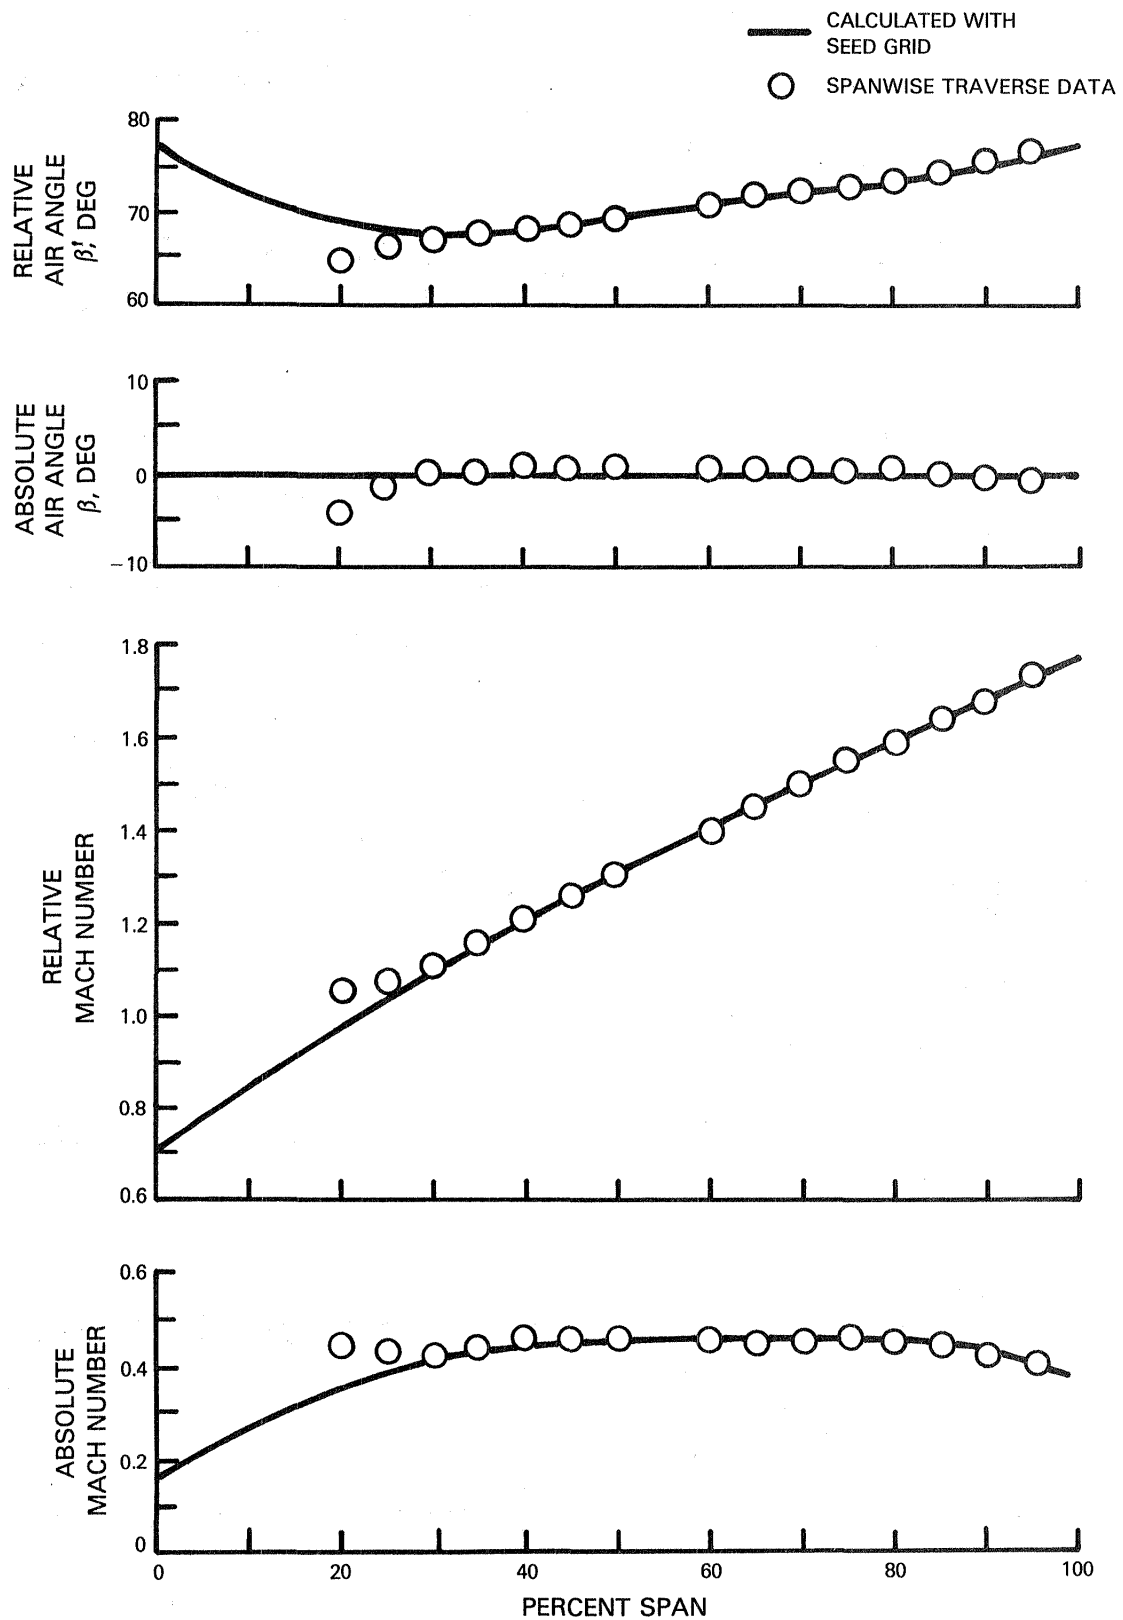 CALCULATED WITH
SEED GRID
SPANWISE TRAVERSE DATA
RELATIVE
AIR ANGLE
β′, DEG
80
70
60
ABSOLUTE
AIR ANGLE
β, DEG
10
0
−10
RELATIVE
MACH NUMBER
1.8
1.6
1.4
1.2
1.0
0.8
0.6
ABSOLUTE
MACH NUMBER
0.6
0.4
0.2
0
0 20 40 60 80 100
PERCENT SPAN